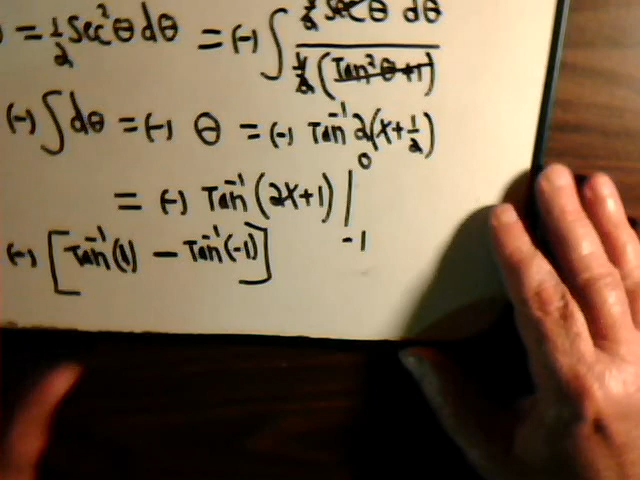 = 1/2 Sec²θ dθ = (-) ∫ 1/2 Sec²θ dθ / 1/2 (Tan²θ+1)
(-) ∫ dθ = (-) θ = (-) Tan⁻¹ 2(x+1/2)
= (-) Tan⁻¹ (2x+1) |⁰₋₁
(-) [Tan⁻¹(1) − Tan⁻¹(-1)]